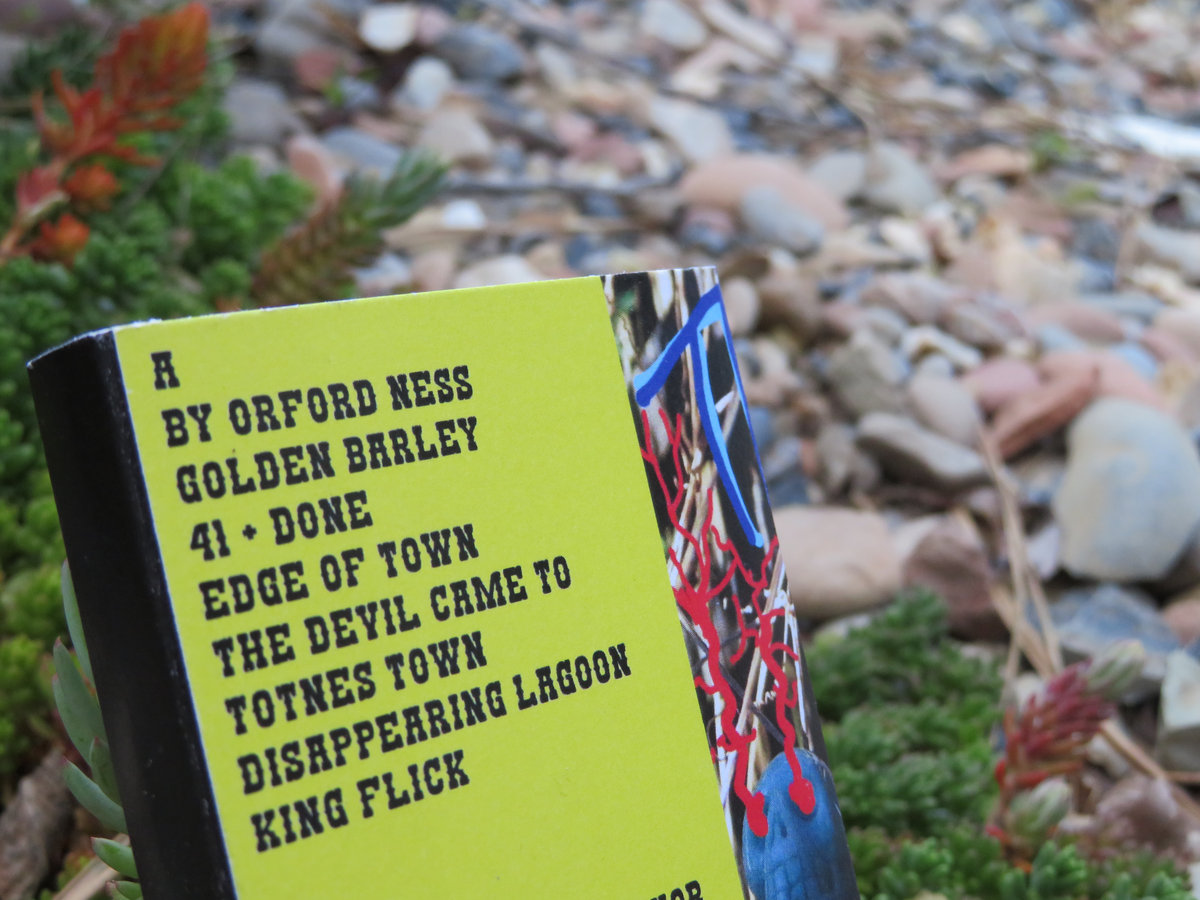 A
BY ORFORD NESS
GOLDEN BARLEY
41 + DONE
EDGE OF TOWN
THE DEVIL CAME TO
TOTNES TOWN
DISAPPEARING LAGOON
KING FLICK